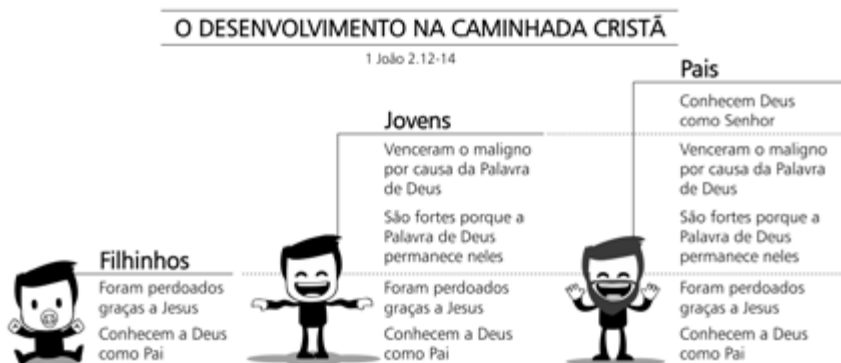 O DESENVOLVIMENTO NA CAMINHADA CRISTÃ
1 João 2.12-14
Filhinhos
Foram perdoados
graças a Jesus
Conhecem a Deus
como Pai
Jovens
Venceram o maligno
por causa da Palavra
de Deus
São fortes porque a
Palavra de Deus
permanece neles
Foram perdoados
graças a Jesus
Conhecem a Deus
como Pai
Pais
Conhecem Deus
como Senhor
Venceram o maligno
por causa da Palavra
de Deus
São fortes porque a
Palavra de Deus
permanece neles
Foram perdoados
graças a Jesus
Conhecem a Deus
como Pai